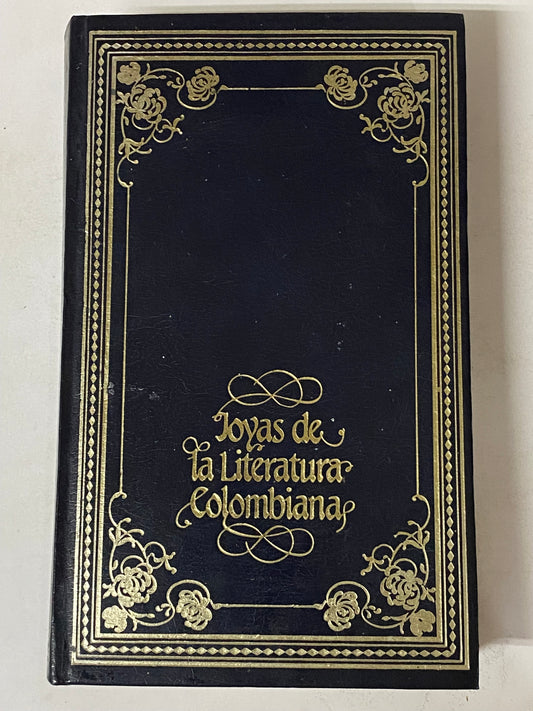 Joyas de
la Literatura
Colombiana